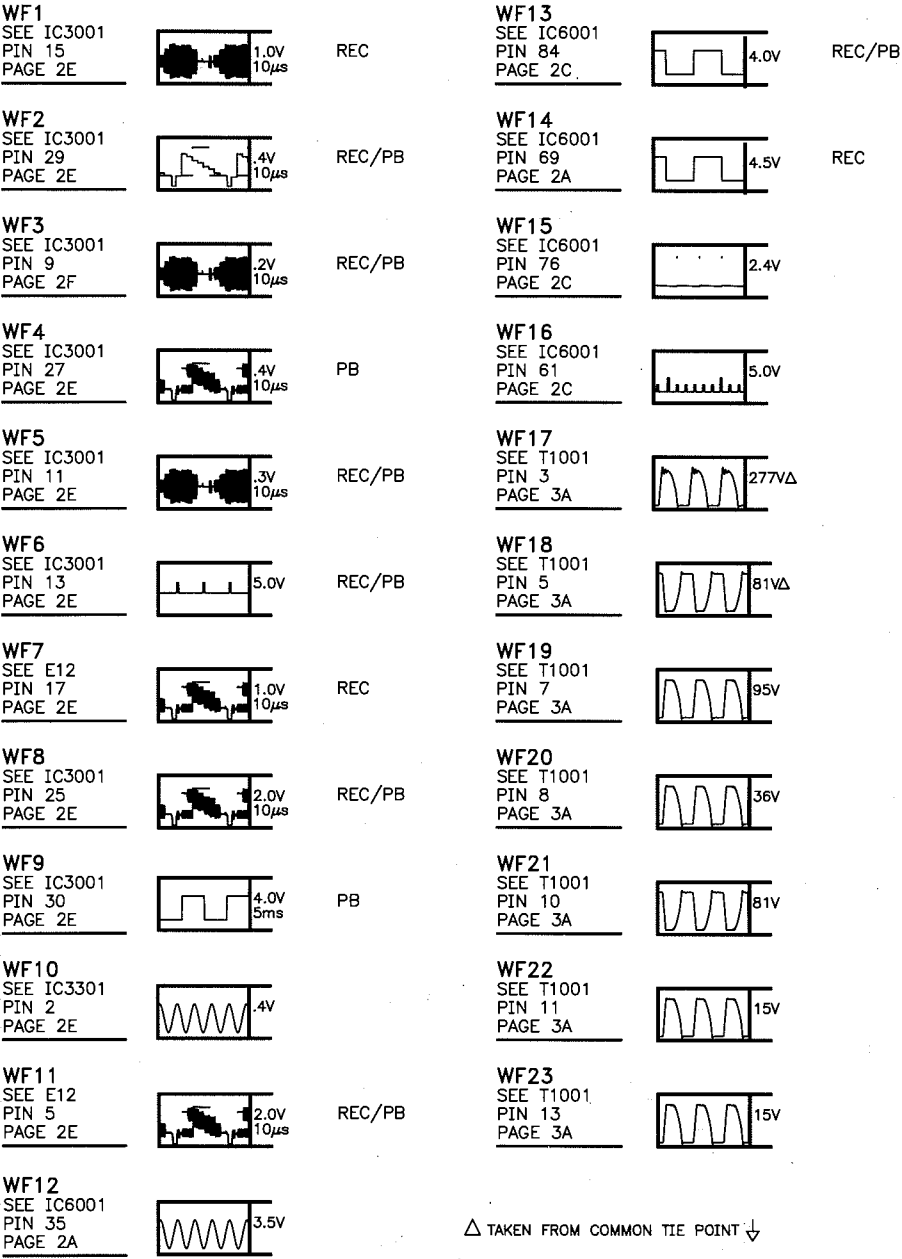 WF1
SEE IC3001
PIN 15
PAGE 2E
1.0V
10µs
REC
WF2
SEE IC3001
PIN 29
PAGE 2E
.4V
10µs
REC/PB
WF3
SEE IC3001
PIN 9
PAGE 2F
.2V
10µs
REC/PB
WF4
SEE IC3001
PIN 27
PAGE 2E
.4V
10µs
PB
WF5
SEE IC3001
PIN 11
PAGE 2E
.3V
10µs
REC/PB
WF6
SEE IC3001
PIN 13
PAGE 2E
5.0V
REC/PB
WF7
SEE E12
PIN 17
PAGE 2E
1.0V
10µs
REC
WF8
SEE IC3001
PIN 25
PAGE 2E
2.0V
10µs
REC/PB
WF9
SEE IC3001
PIN 30
PAGE 2E
4.0V
5ms
PB
WF10
SEE IC3301
PIN 2
PAGE 2E
.4V
WF11
SEE E12
PIN 5
PAGE 2E
2.0V
10µs
REC/PB
WF12
SEE IC6001
PIN 35
PAGE 2A
3.5V
WF13
SEE IC6001
PIN 84
PAGE 2C
4.0V
REC/PB
WF14
SEE IC6001
PIN 69
PAGE 2A
4.5V
REC
WF15
SEE IC6001
PIN 76
PAGE 2C
2.4V
WF16
SEE IC6001
PIN 61
PAGE 2C
5.0V
WF17
SEE T1001
PIN 3
PAGE 3A
277V△
WF18
SEE T1001
PIN 5
PAGE 3A
81V△
WF19
SEE T1001
PIN 7
PAGE 3A
95V
WF20
SEE T1001
PIN 8
PAGE 3A
36V
WF21
SEE T1001
PIN 10
PAGE 3A
81V
WF22
SEE T1001
PIN 11
PAGE 3A
15V
WF23
SEE T1001
PIN 13
PAGE 3A
15V
△ TAKEN FROM COMMON TIE POINT